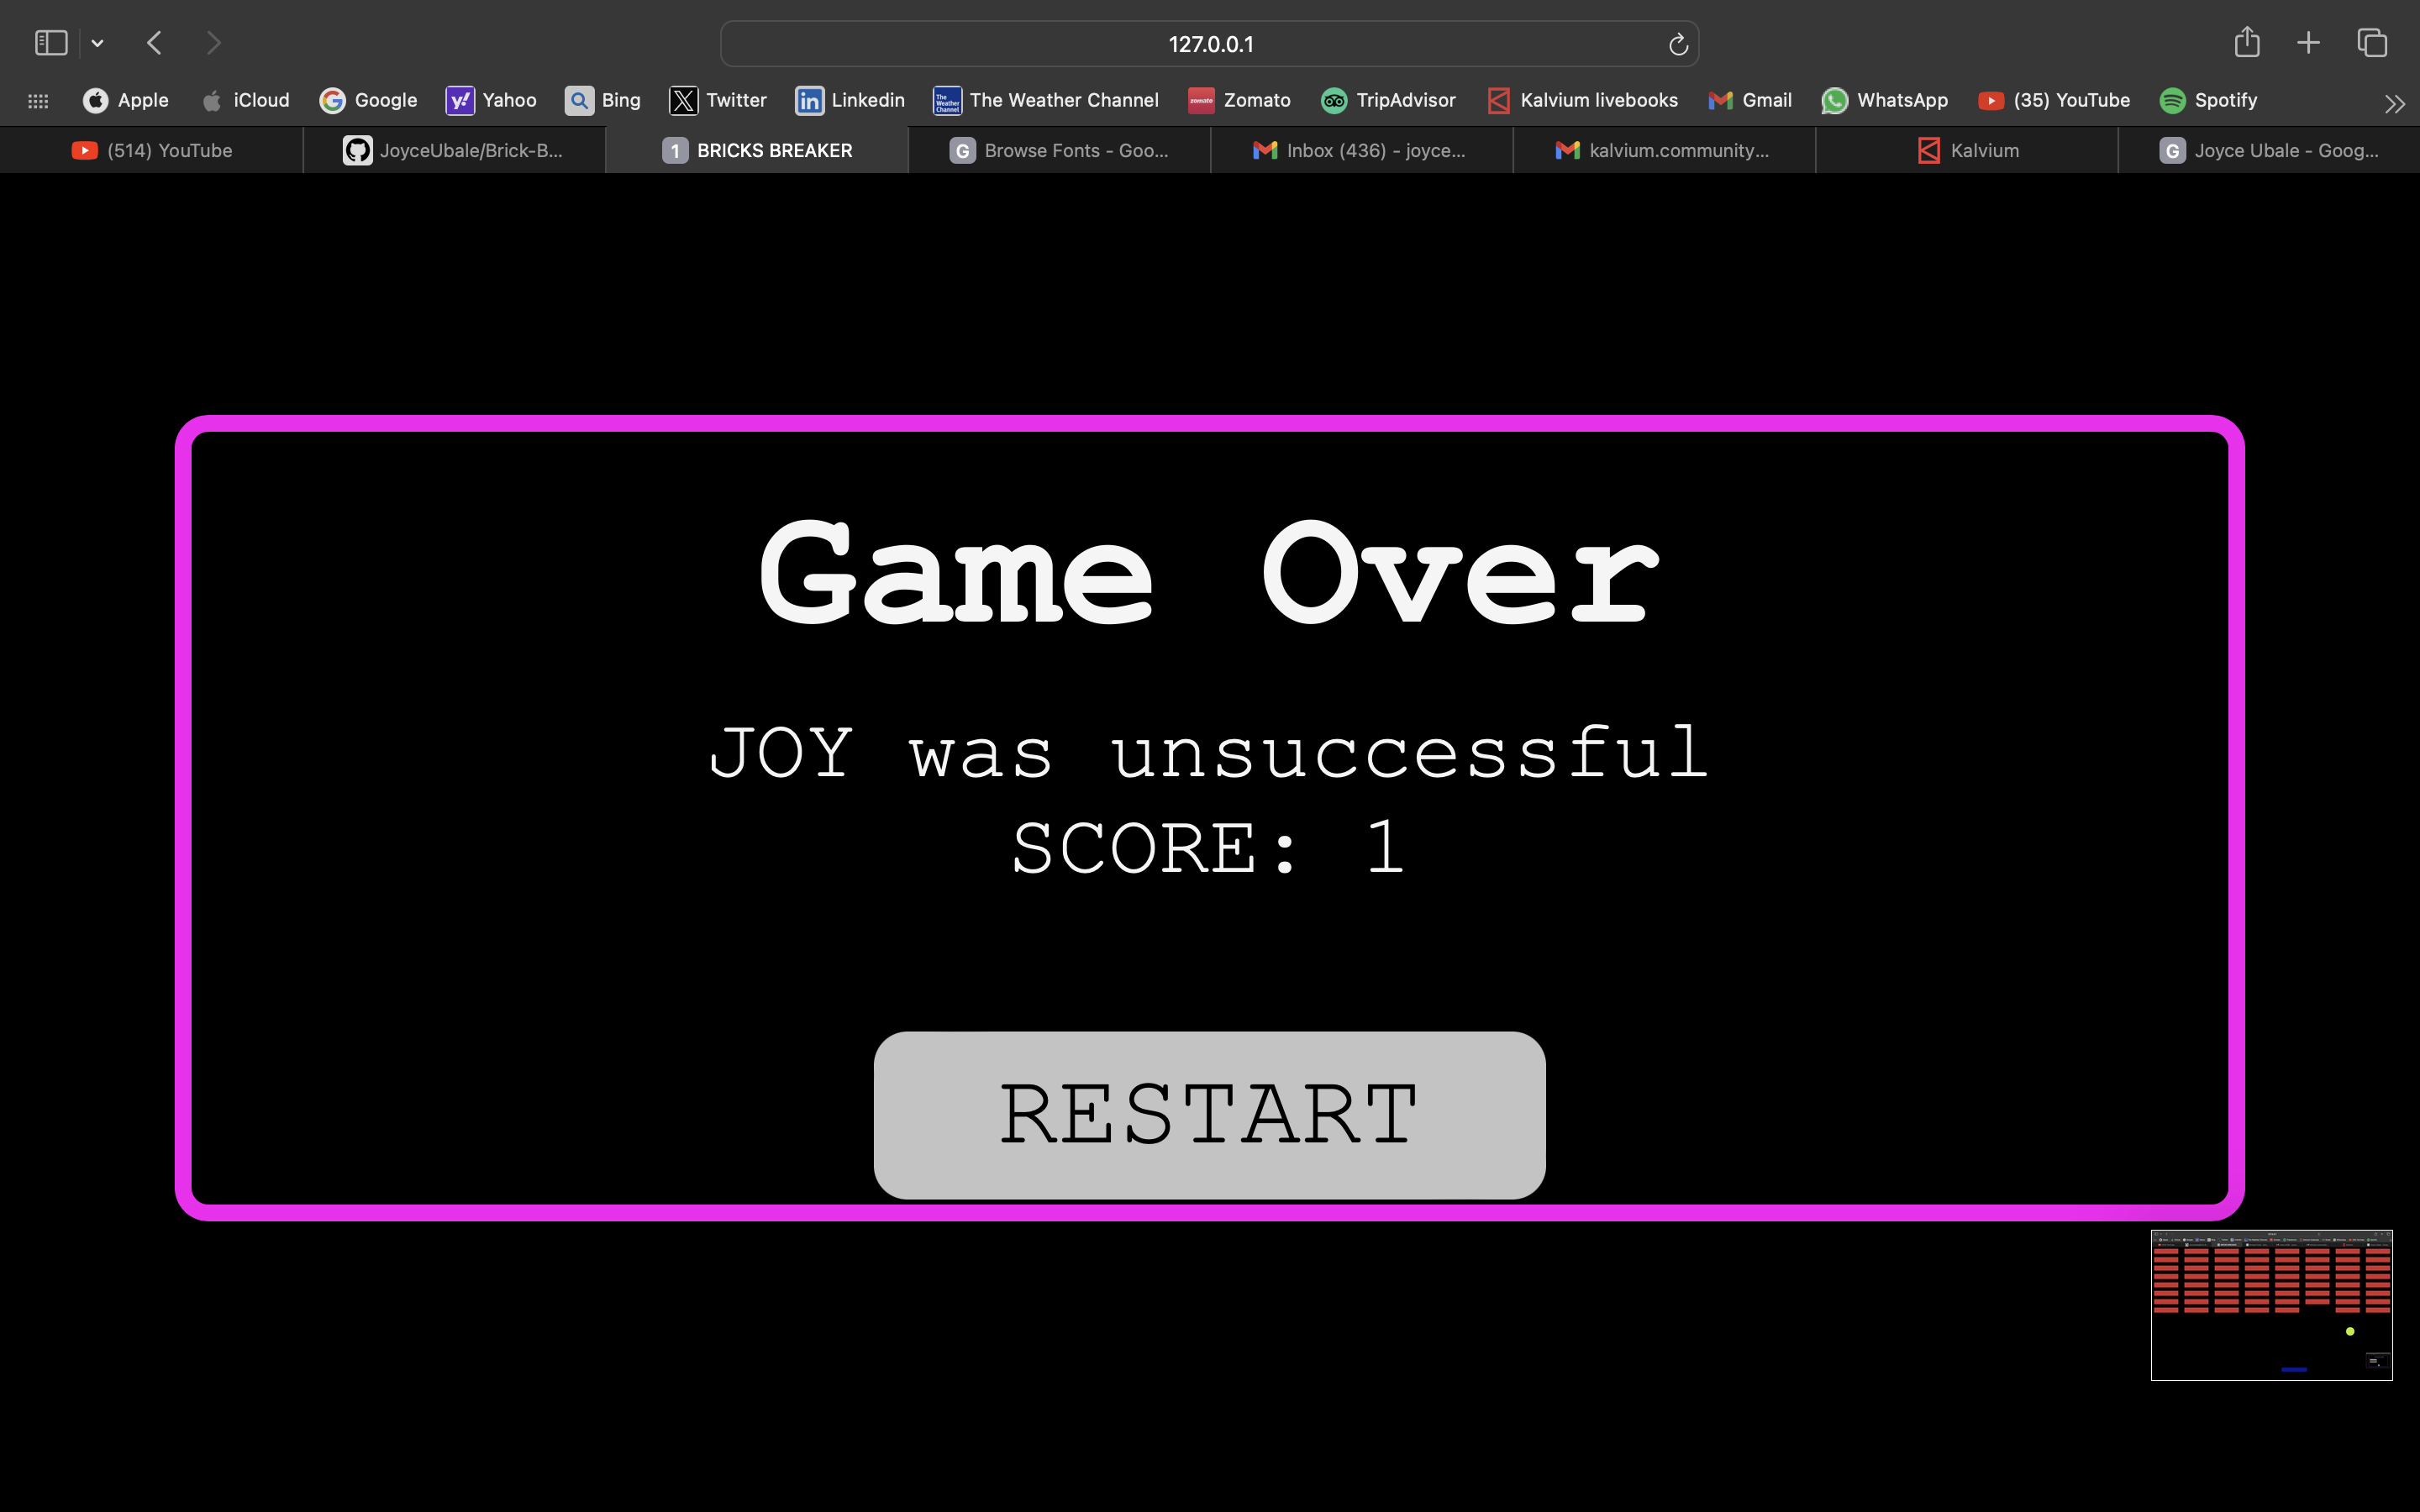 127.0.0.1
Apple iCloud Google Yahoo Bing Twitter Linkedin The Weather Channel Zomato TripAdvisor Kalvium livebooks Gmail WhatsApp (35) YouTube Spotify
(514) YouTube JoyceUbale/Brick-B... 1 BRICKS BREAKER G Browse Fonts - Goo... Inbox (436) - joyce... kalvium.community... Kalvium G Joyce Ubale - Goog...
Game Over
JOY was unsuccessful
SCORE: 1
RESTART